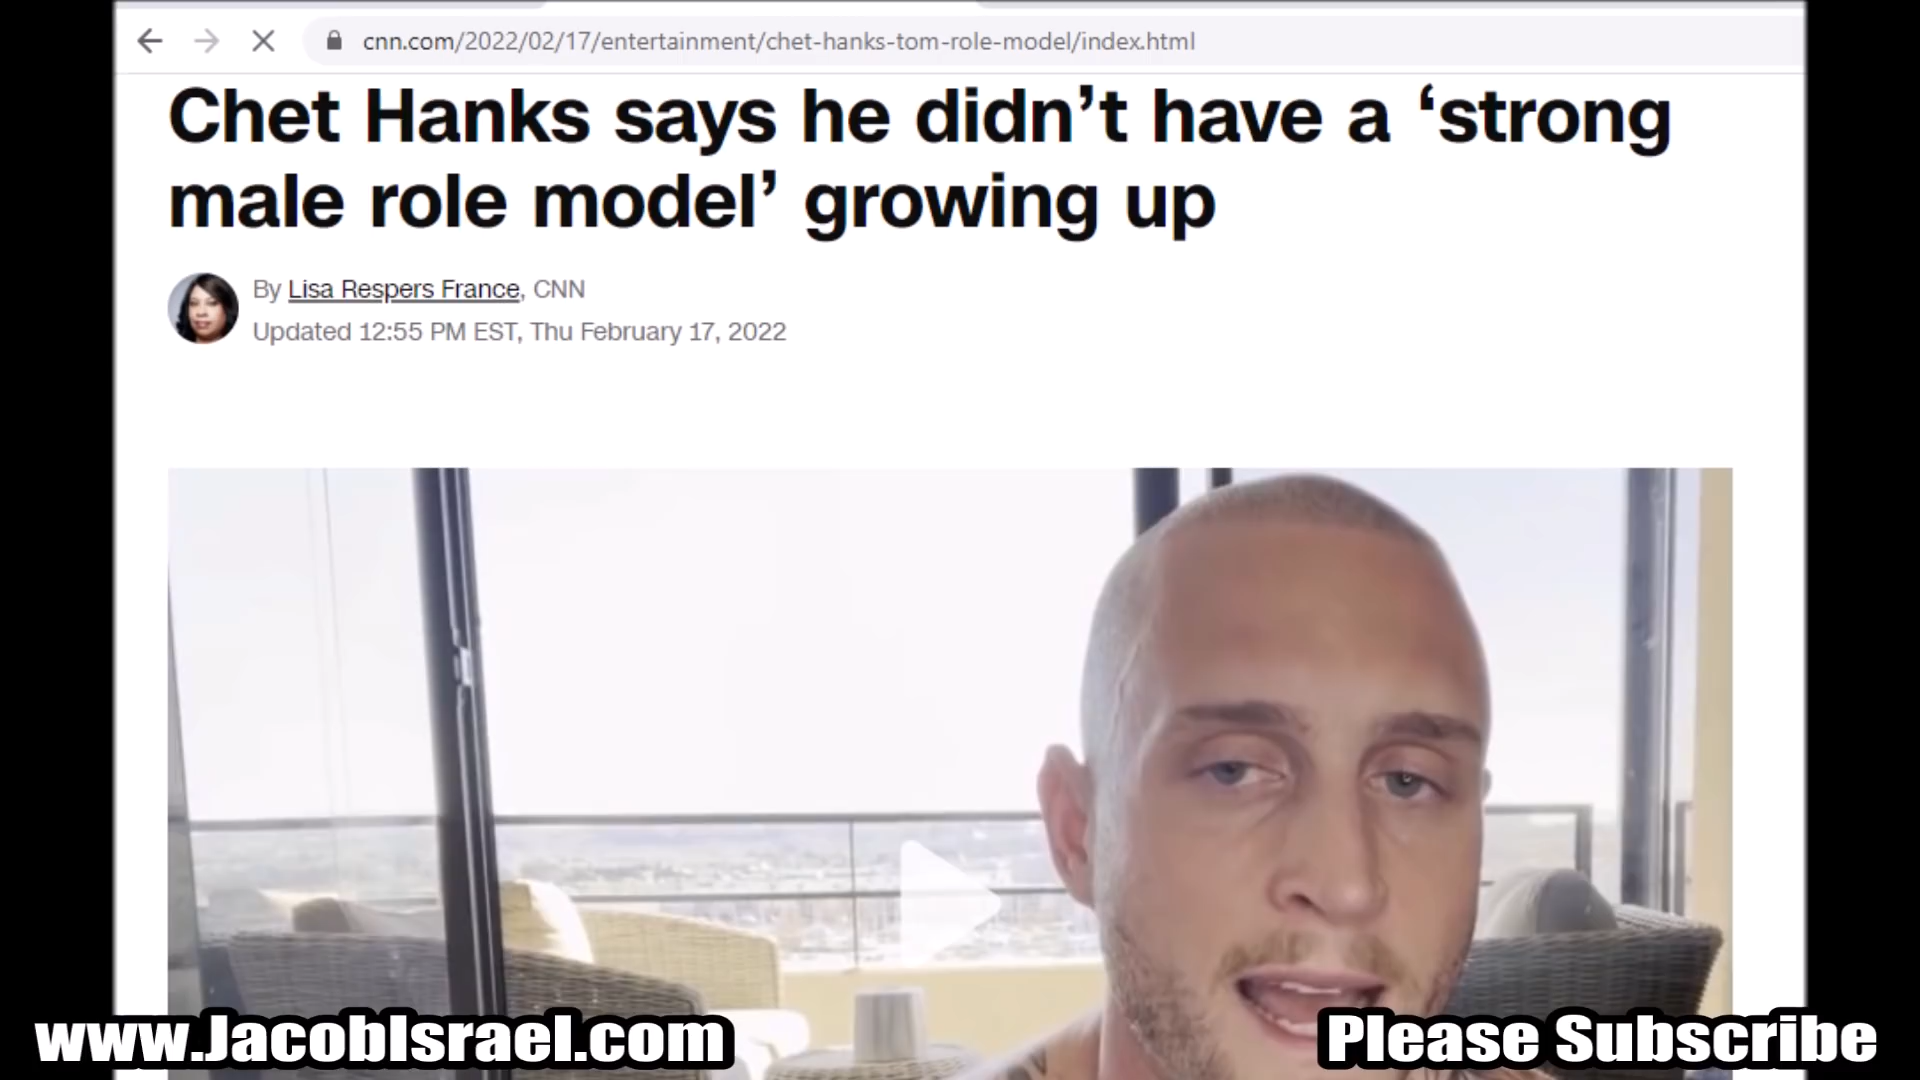 cnn.com/2022/02/17/entertainment/chet-hanks-tom-role-model/index.html
Chet Hanks says he didn’t have a ‘strong
male role model’ growing up
By Lisa Respers France, CNN
Updated 12:55 PM EST, Thu February 17, 2022
www.JacobIsrael.com
Please Subscribe